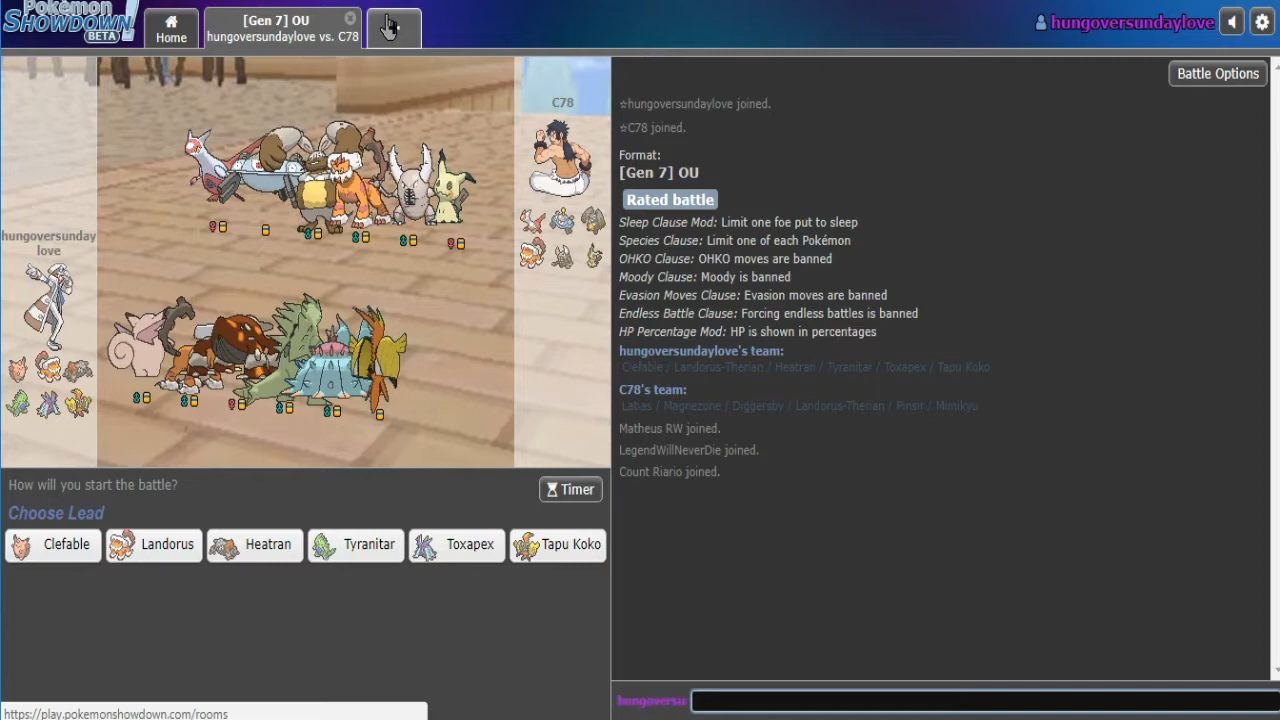 Pokémon
SHOWDOWN!
BETA
Home
[Gen 7] OU
hungoversundaylove vs. C78
hungoversundaylove
Battle Options
C78
hungoversunday
love
☆hungoversundaylove joined.
☆C78 joined.
Format:
[Gen 7] OU
Rated battle
Sleep Clause Mod: Limit one foe put to sleep
Species Clause: Limit one of each Pokémon
OHKO Clause: OHKO moves are banned
Moody Clause: Moody is banned
Evasion Moves Clause: Evasion moves are banned
Endless Battle Clause: Forcing endless battles is banned
HP Percentage Mod: HP is shown in percentages
hungoversundaylove's team:
Clefable / Landorus-Therian / Heatran / Tyranitar / Toxapex / Tapu Koko
C78's team:
Latias / Magnezone / Diggersby / Landorus-Therian / Pinsir / Mimikyu
Matheus RW joined.
LegendWillNeverDie joined.
Count Riario joined.
How will you start the battle?
Timer
Choose Lead
Clefable
Landorus
Heatran
Tyranitar
Toxapex
Tapu Koko
hungoversu
https://play.pokemonshowdown.com/rooms